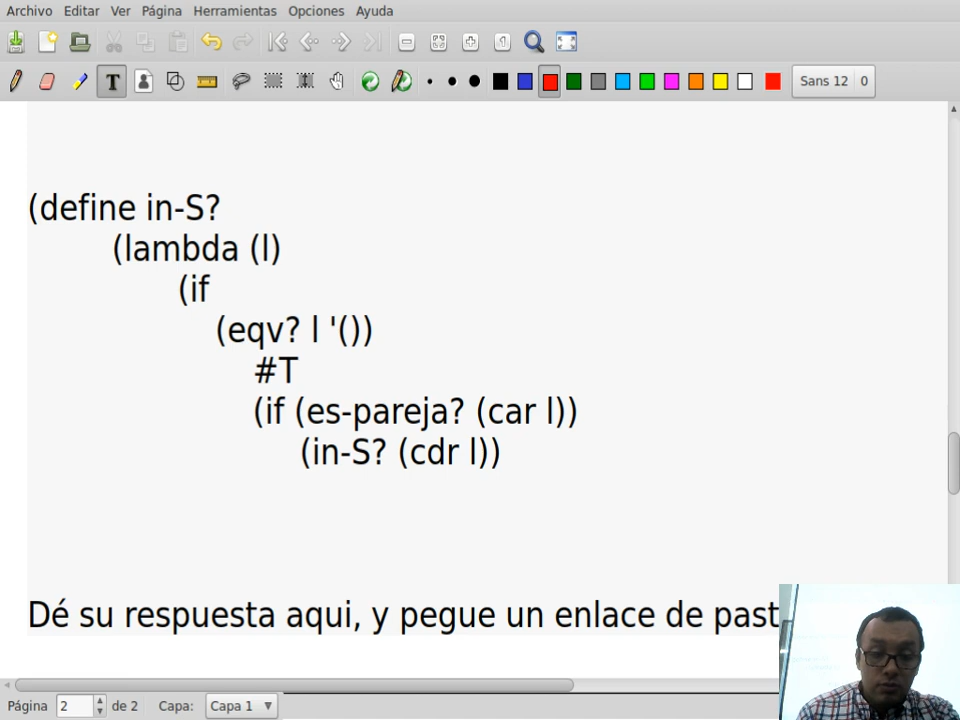 Archivo Editar Ver Página Herramientas Opciones Ayuda
T
Sans 12 0
(define in-S?
(lambda (l)
(if
(eqv? l '())
#T
(if (es-pareja? (car l))
(in-S? (cdr l))
Dé su respuesta aqui, y pegue un enlace de past
Página 2 de 2 Capa: Capa 1